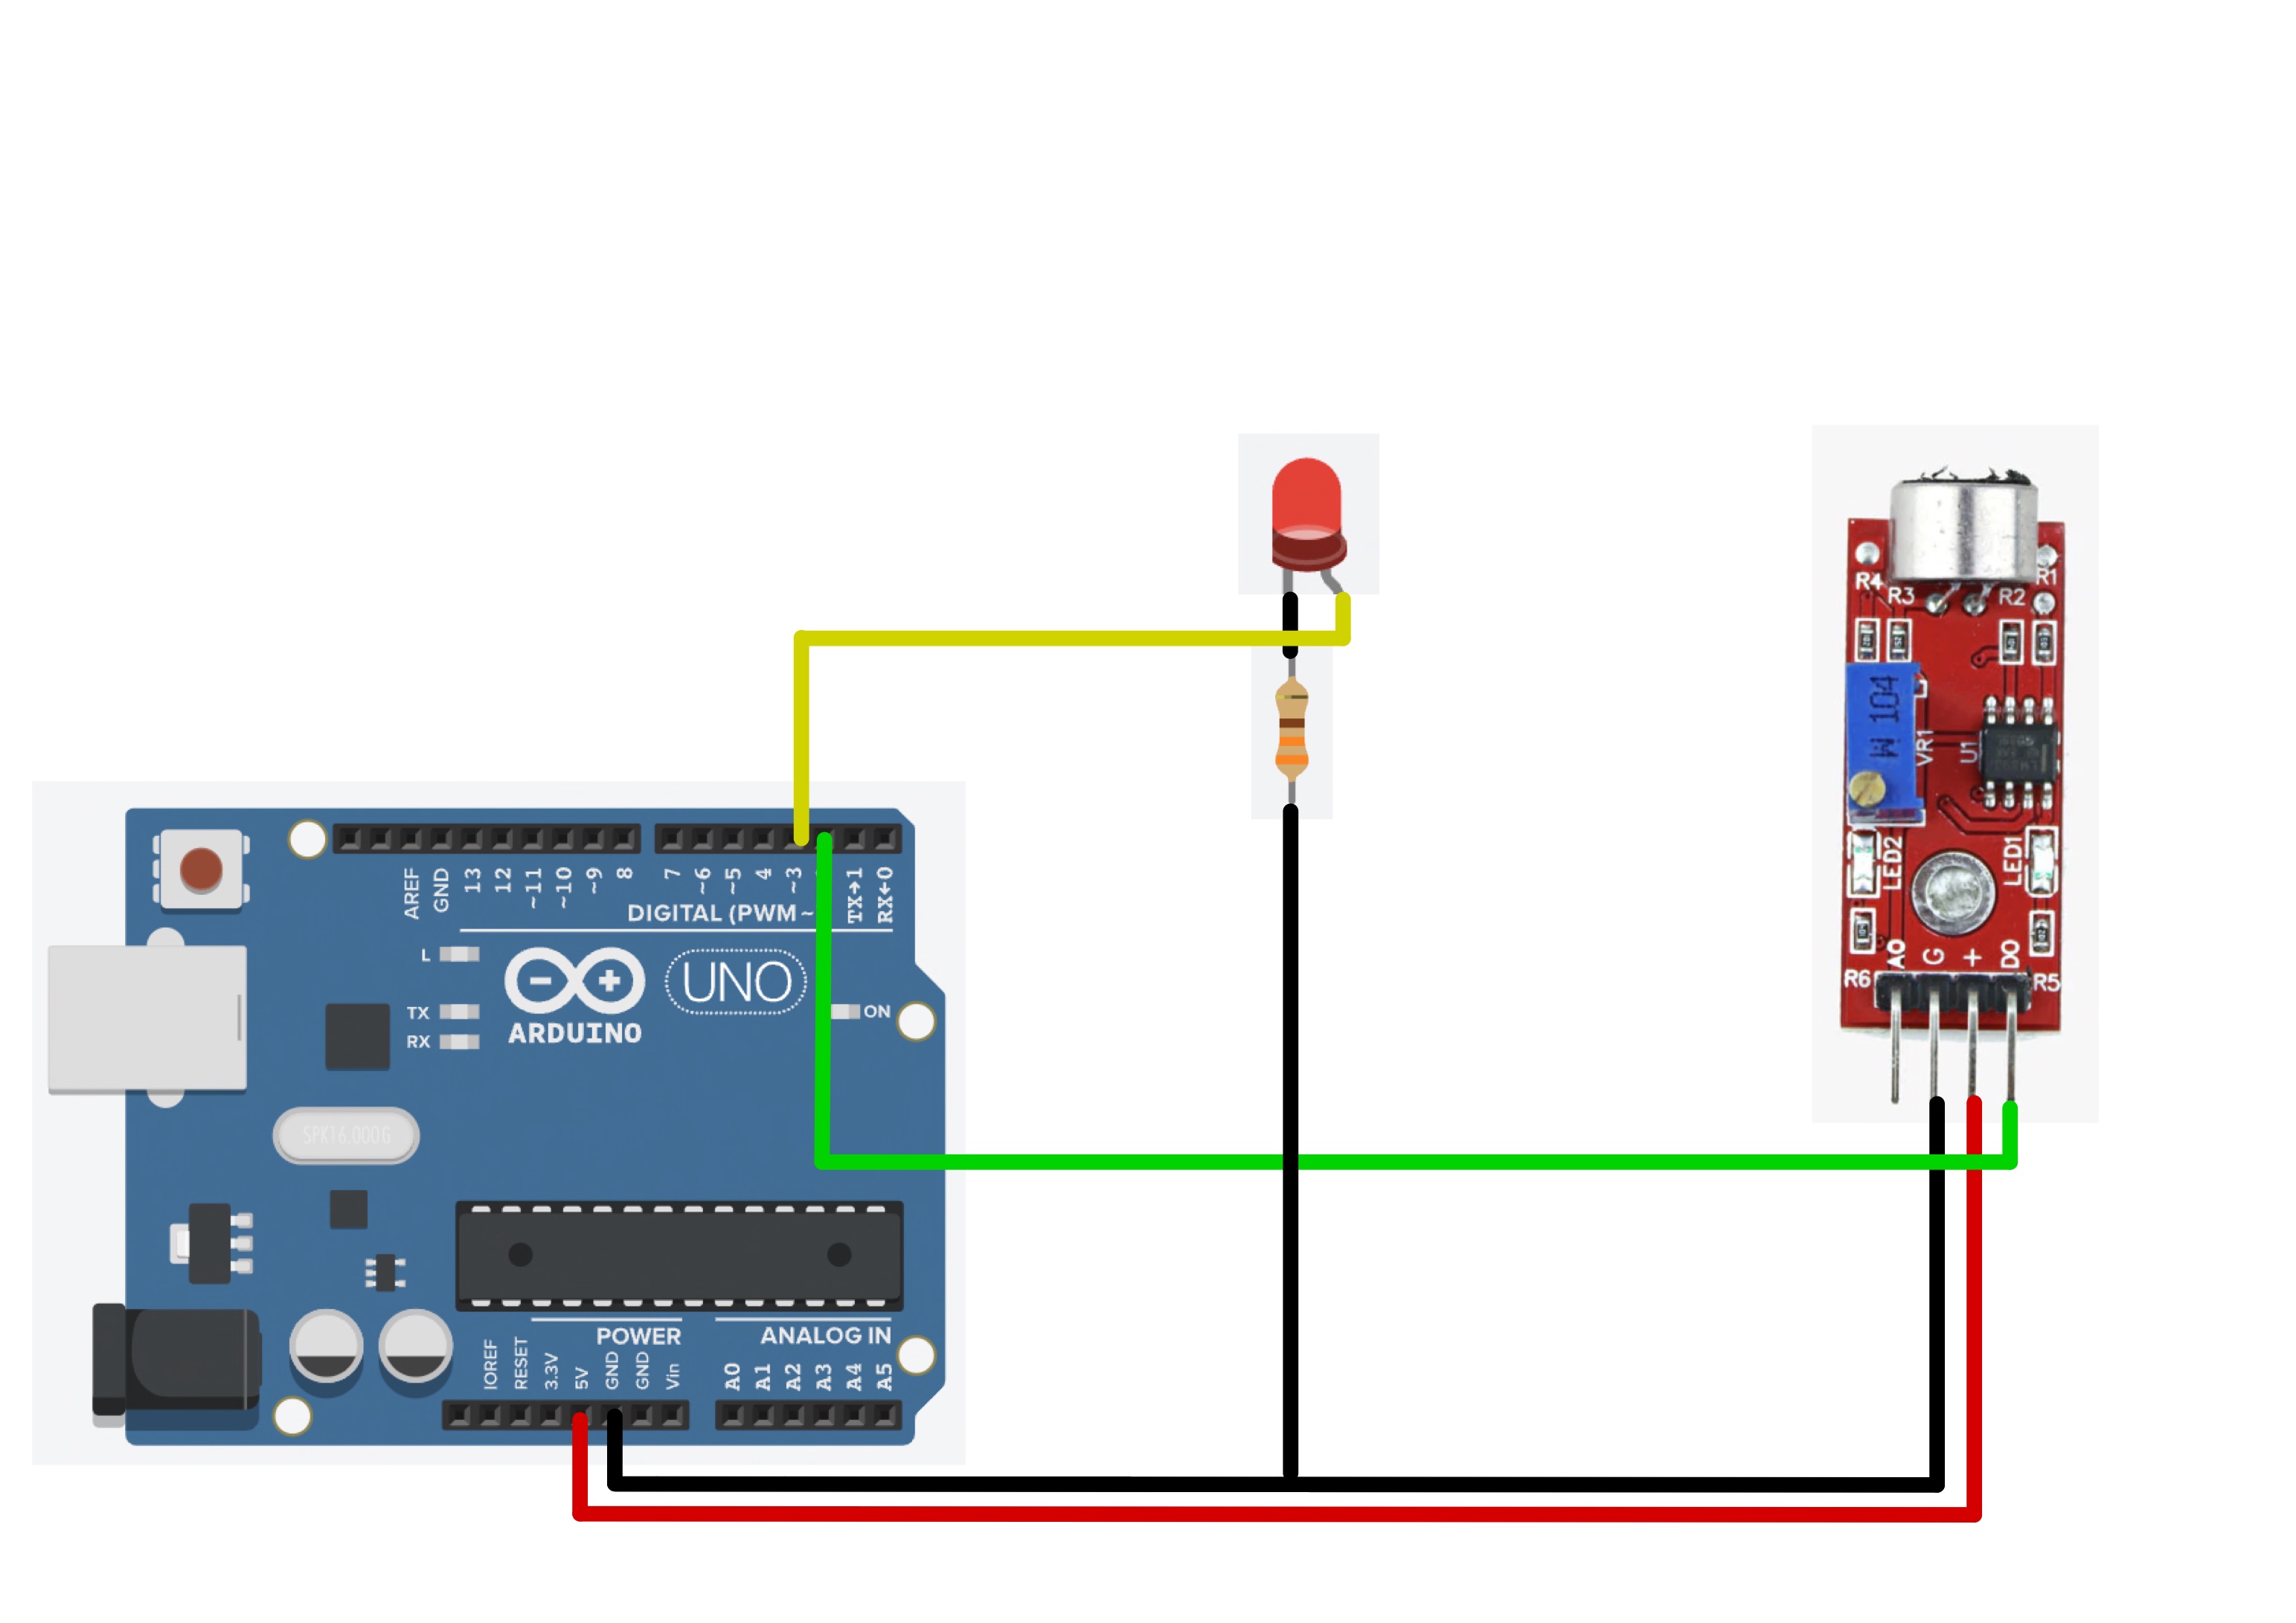 R4
R3
R2
R1
W 104
VR1
U1
LED2
LED1
AO
G
+
DO
R6
R5
AREF
GND
13
12
~11
~10
~9
8
7
~6
~5
4
~3
TX→1
RX←0
DIGITAL (PWM ~
L
UNO
TX
RX
ON
ARDUINO
SPK16.000G
POWER
ANALOG IN
IOREF
RESET
3.3V
5V
GND
GND
Vin
A0
A1
A2
A3
A4
A5